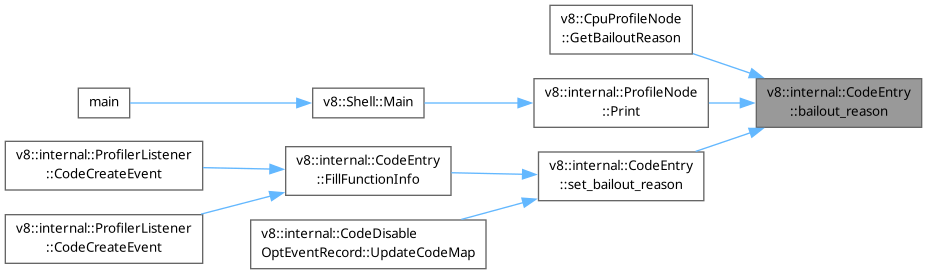 v8::CpuProfileNode
::GetBailoutReason
main
v8::Shell::Main
v8::internal::ProfileNode
::Print
v8::internal::CodeEntry
::bailout_reason
v8::internal::ProfilerListener
::CodeCreateEvent
v8::internal::CodeEntry
::FillFunctionInfo
v8::internal::CodeEntry
::set_bailout_reason
v8::internal::ProfilerListener
::CodeCreateEvent
v8::internal::CodeDisable
OptEventRecord::UpdateCodeMap